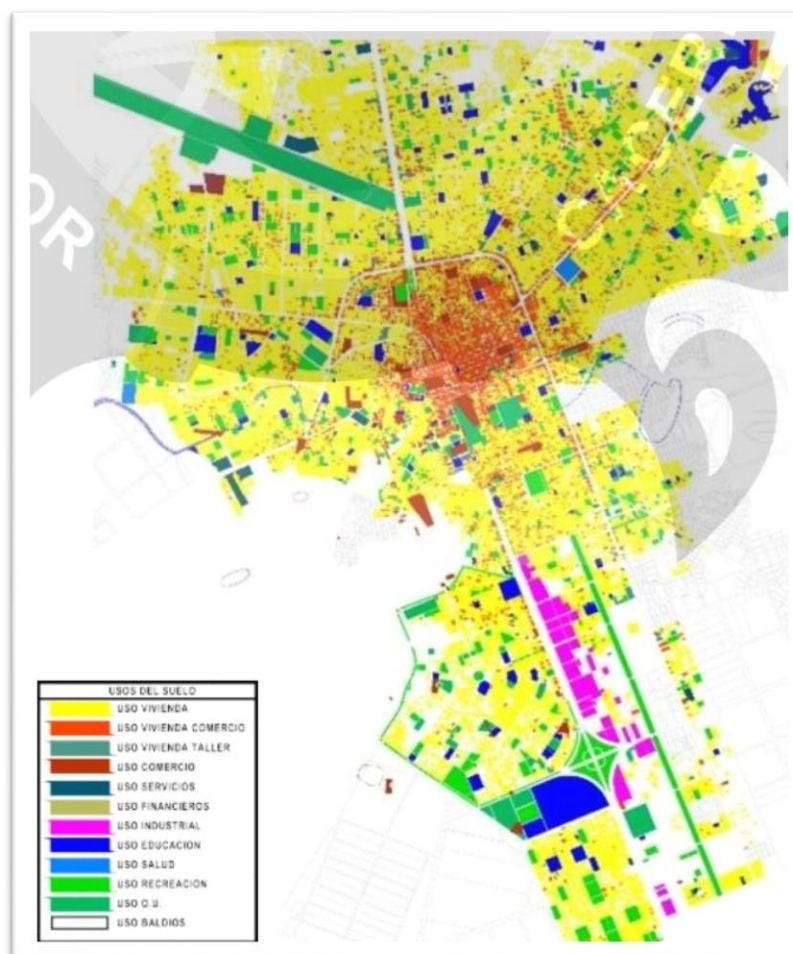 OR
USOS DEL SUELO
USO VIVIENDA
USO VIVIENDA COMERCIO
USO VIVIENDA TALLER
USO COMERCIO
USO SERVICIOS
USO FINANCIEROS
USO INDUSTRIAL
USO EDUCACION
USO SALUD
USO RECREACION
USO O.U.
USO BALDIOS